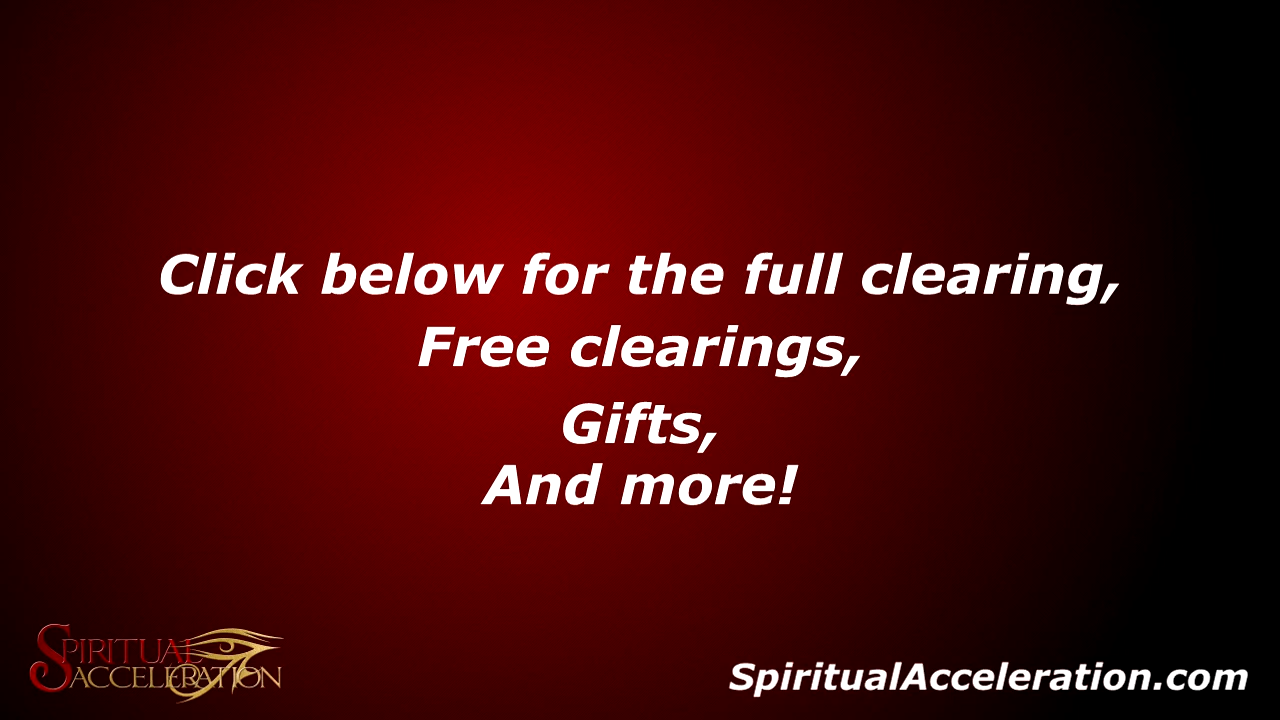 Click below for the full clearing,
Free clearings,
Gifts,
And more!
SPIRITUAL
ACCELERATION
SpiritualAcceleration.com